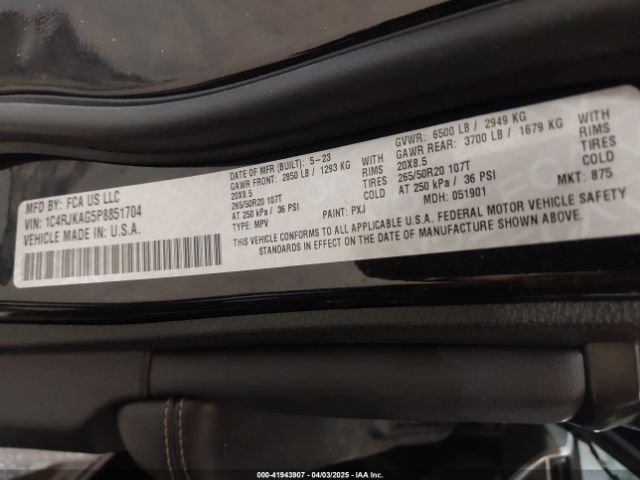 MFD BY: FCA US LLC
VIN: 1C4RJKAG5P8851704
VEHICLE MADE IN: U.S.A.
DATE OF MFR (BUILT): 5-23 GVWR: 6500 LB / 2949 KG
GAWR FRONT: 2850 LB / 1293 KG WITH GAWR REAR: 3700 LB / 1679 KG WITH
20X8.5 RIMS 20X8.5 RIMS
265/50R20 107T TIRES 265/50R20 107T TIRES
AT 250 kPa / 36 PSI COLD AT 250 kPa / 36 PSI COLD
TYPE: MPV PAINT: PXJ MDH: 051901 MKT: 875
THIS VEHICLE CONFORMS TO ALL APPLICABLE U.S.A. FEDERAL MOTOR VEHICLE
STANDARDS IN EFFECT ON THE DATE OF MANUFACTURE SHOWN ABOVE
00-41943907 - 04/03/2025 - IAAI INC.